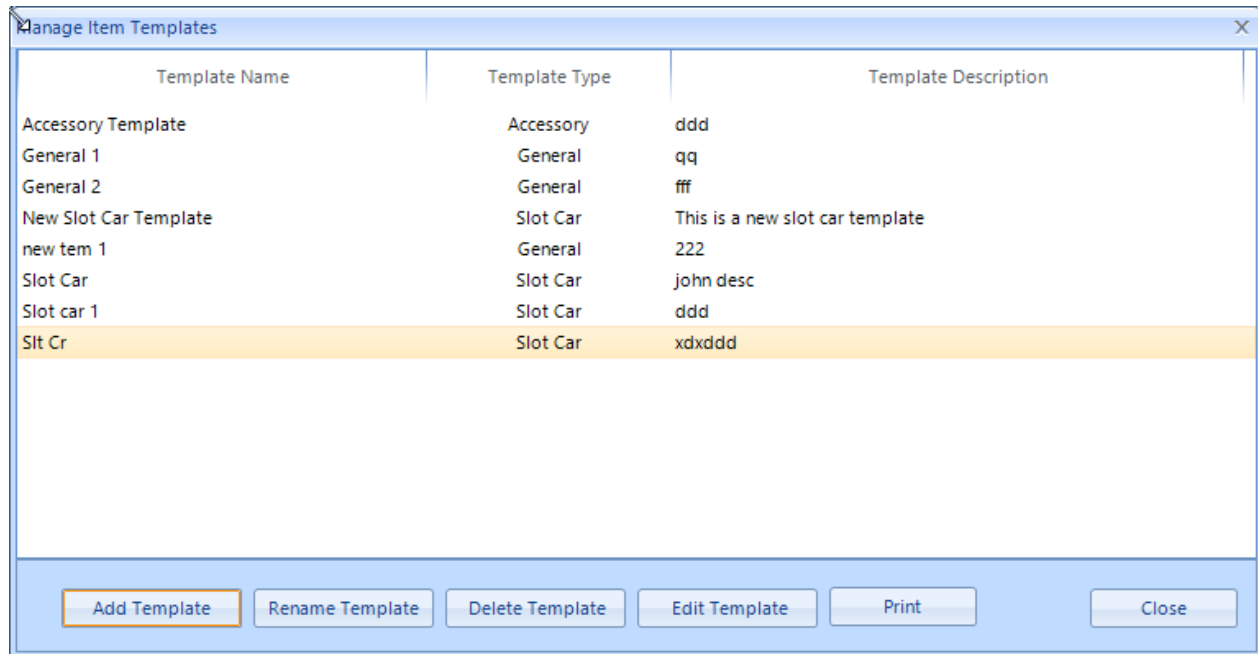 Manage Item Templates X
Template Name Template Type Template Description
Accessory Template Accessory ddd
General 1 General qq
General 2 General fff
New Slot Car Template Slot Car This is a new slot car template
new tem 1 General 222
Slot Car Slot Car john desc
Slot car 1 Slot Car ddd
Slt Cr Slot Car xdxddd
Add Template Rename Template Delete Template Edit Template Print Close